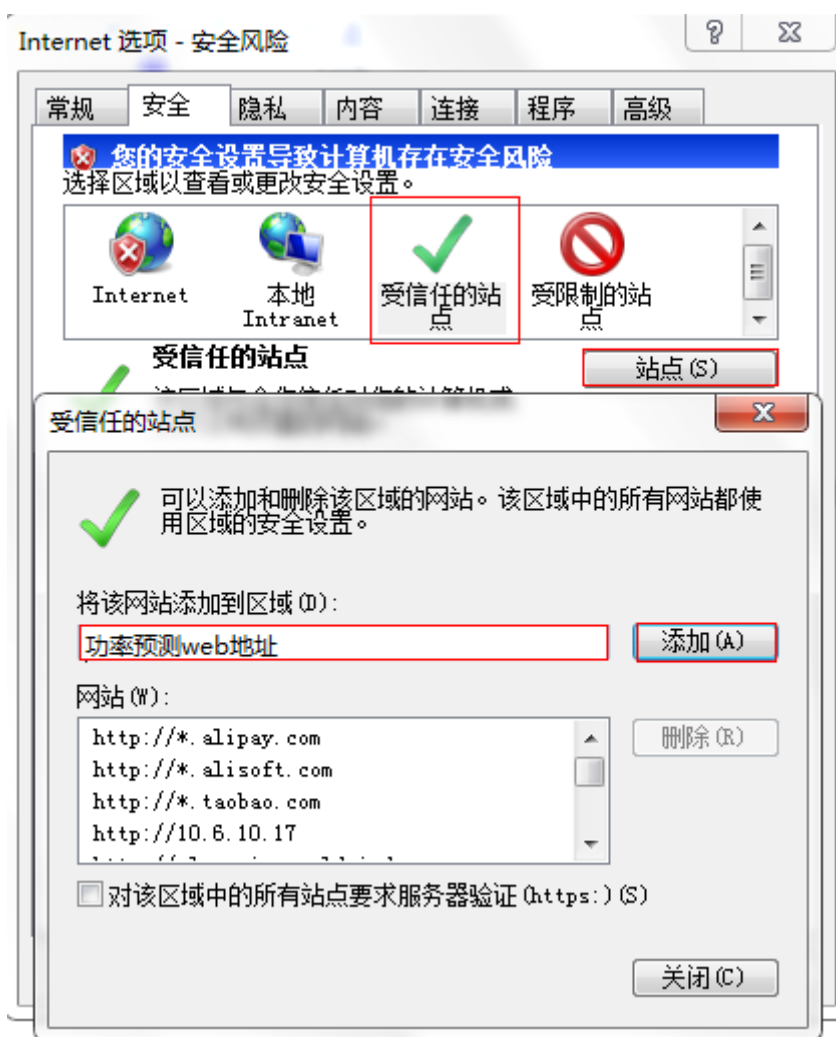 Internet 选项 - 安全风险
常规 安全 隐私 内容 连接 程序 高级
您的安全设置导致计算机存在安全风险
选择区域以查看或更改安全设置。
Internet
本地
Intranet
受信任的站
点
受限制的站
点
受信任的站点
站点(S)
受信任的站点
可以添加和删除该区域的网站。该区域中的所有网站都使
用区域的安全设置。
将该网站添加到区域(D):
功率预测web地址
添加(A)
网站(W):
http://*.alipay.com
http://*.alisoft.com
http://*.taobao.com
http://10.6.10.17
删除(R)
对该区域中的所有站点要求服务器验证(https:)(S)
关闭(C)